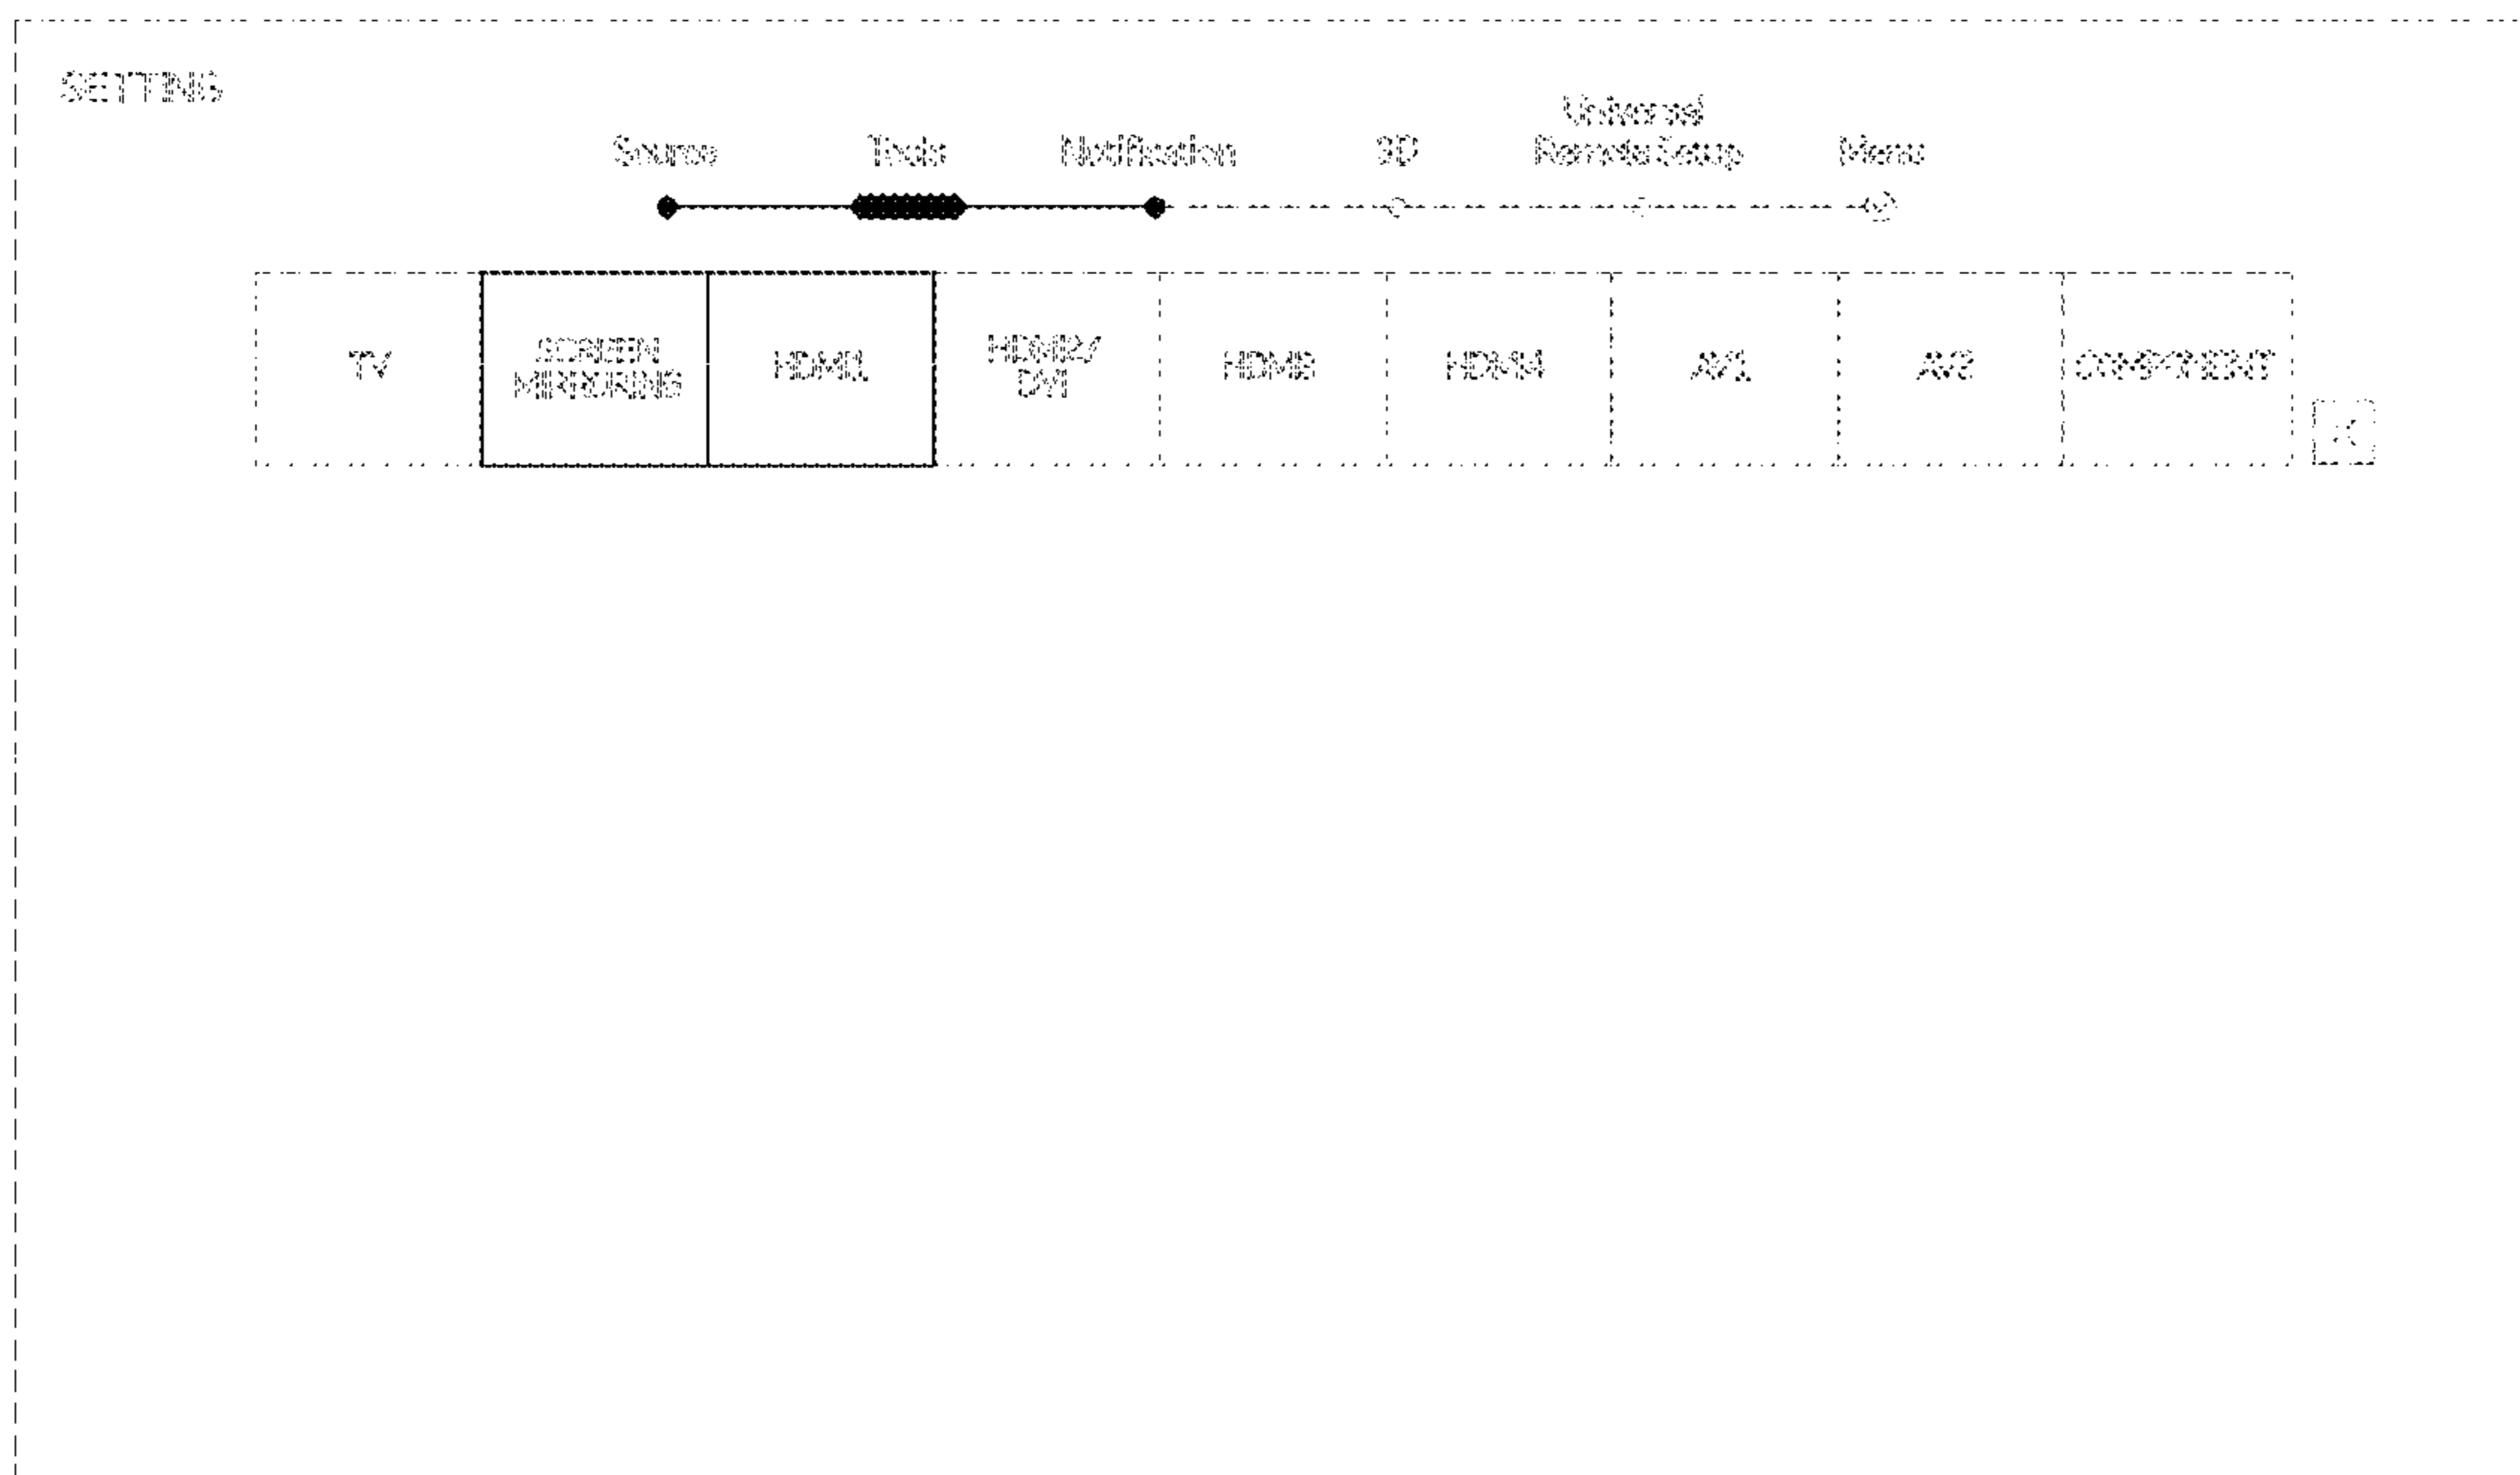 SETTING
Universal
Source Tools Notification 3D Remote Setup Menu
TV SCREEN MIRRORING HDMI1 HDMI2/ DVI HDMI3 HDMI4 AV1 AV2 COMPONENT